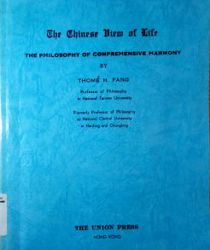 The Chinese View of Life
THE PHILOSOPHY OF COMPREHENSIVE HARMONY
BY
THOMÉ H. FANG
Professor of Philosophy
in National Taiwan University
Formerly Professor of Philosophy
at National Central University
in Nanking and Chungking
THE UNION PRESS
HONG KONG